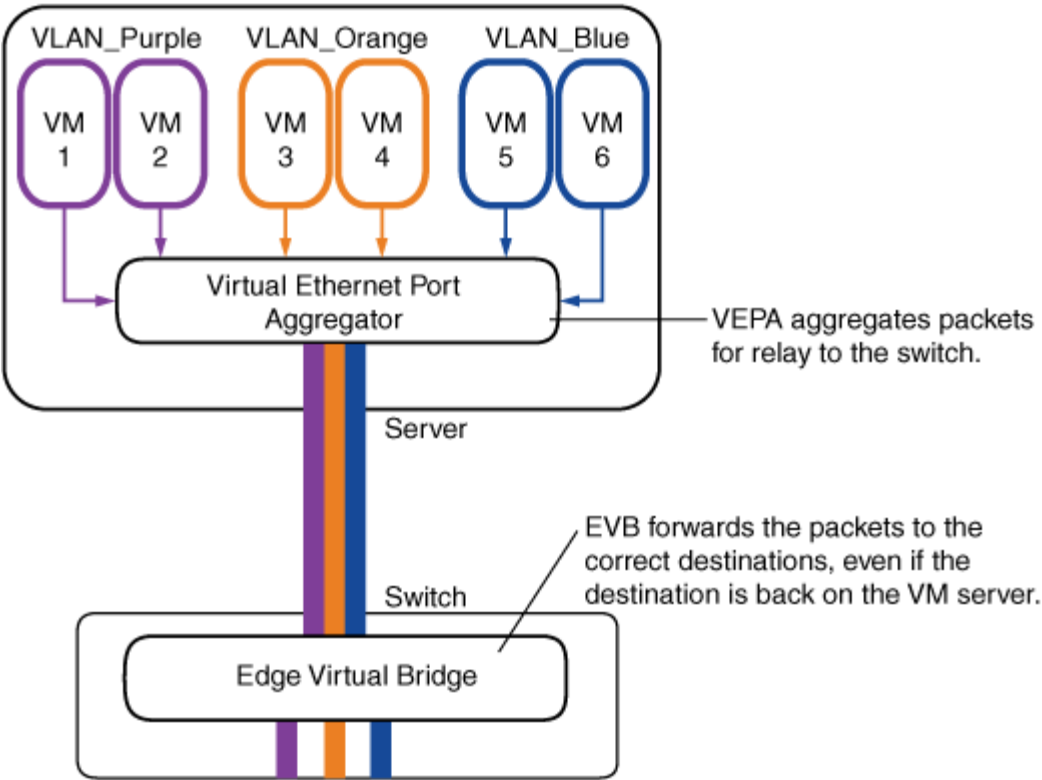 VLAN_Purple
VLAN_Orange
VLAN_Blue
VM
1
VM
2
VM
3
VM
4
VM
5
VM
6
Virtual Ethernet Port
Aggregator
VEPA aggregates packets
for relay to the switch.
Server
EVB forwards the packets to the
correct destinations, even if the
destination is back on the VM server.
Switch
Edge Virtual Bridge